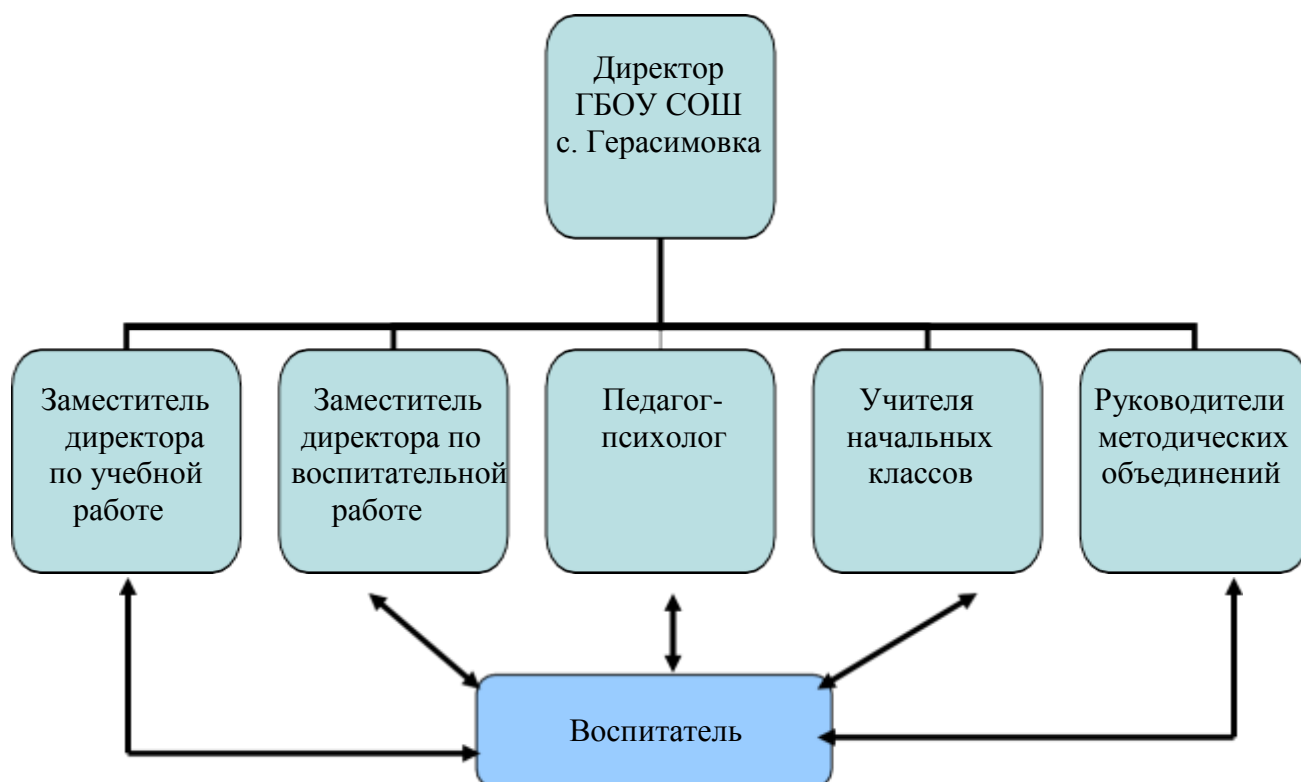 Директор
ГБОУ СОШ
с. Герасимовка
Заместитель
директора
по учебной
работе
Заместитель
директора по
воспитательной
работе
Педагог-
психолог
Учителя
начальных
классов
Руководители
методических
объединений
Воспитатель